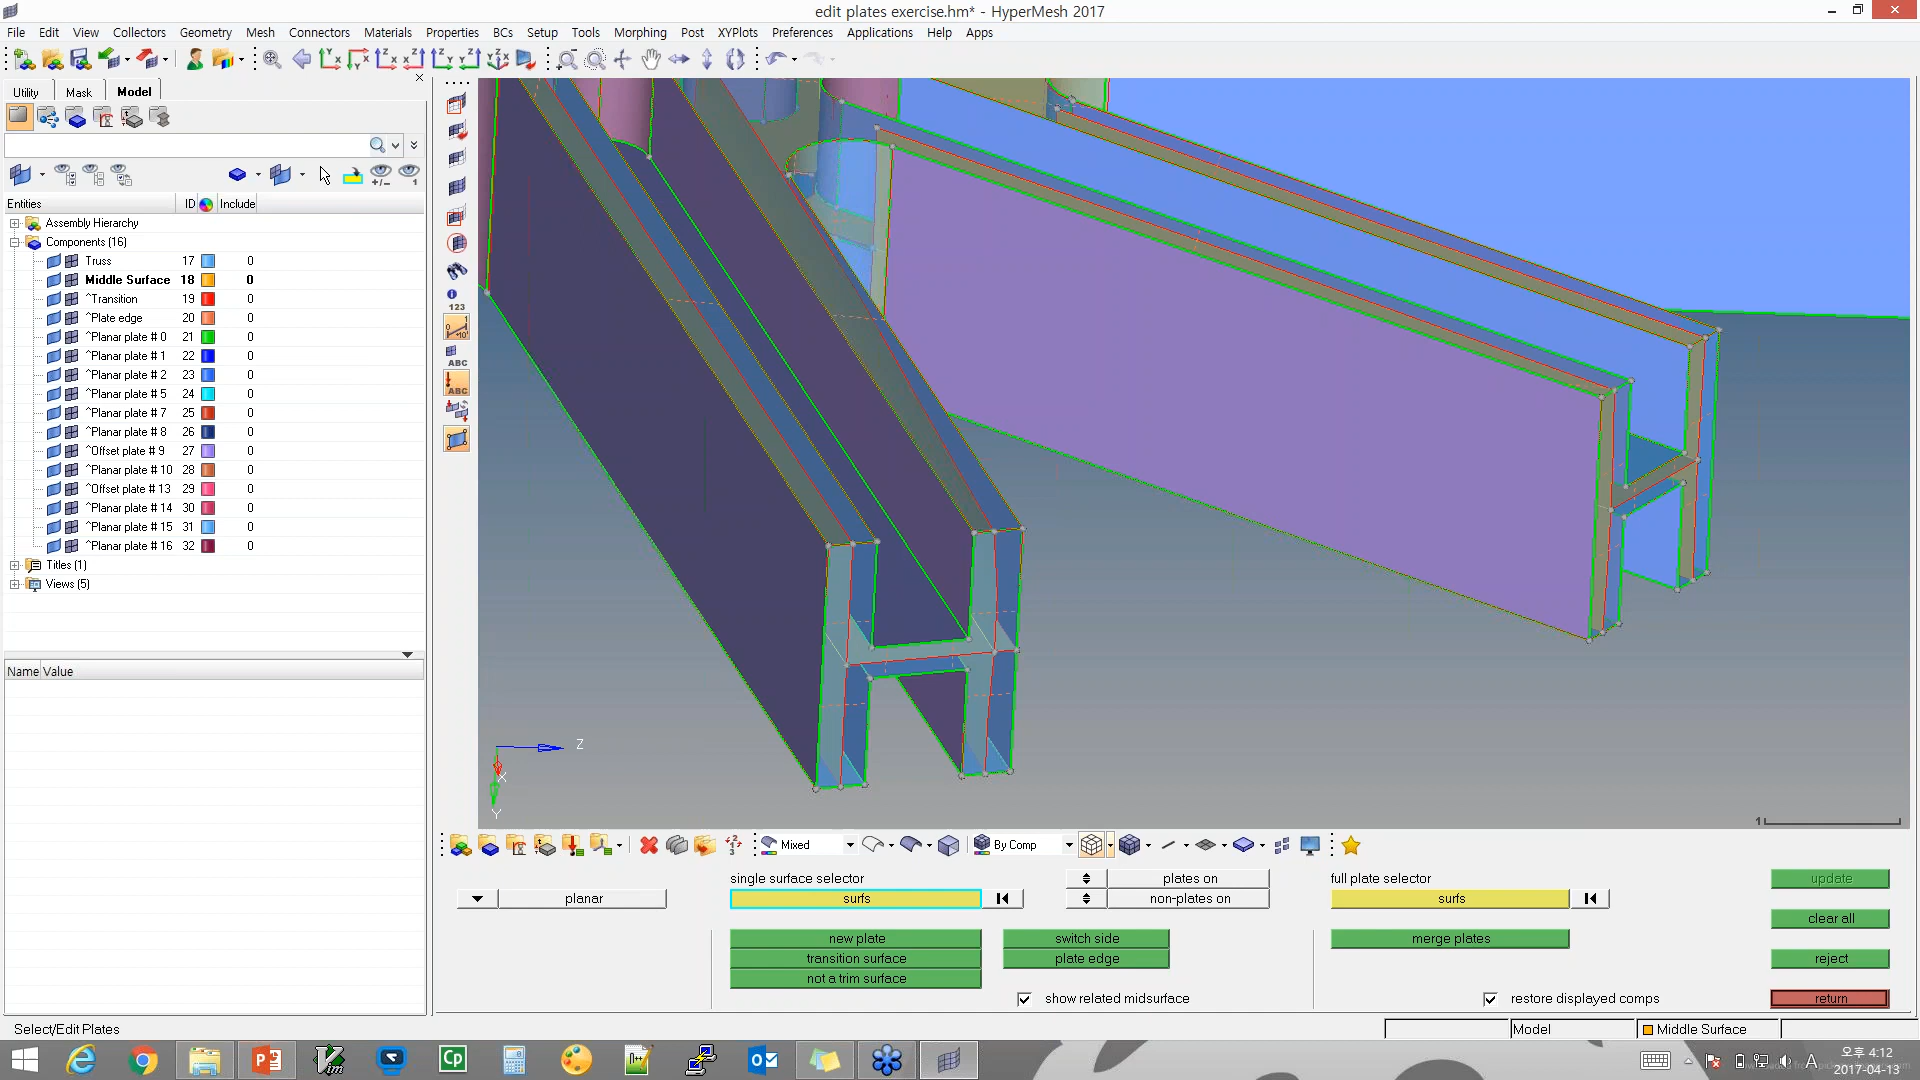 edit plates exercise.hm* - HyperMesh 2017
File Edit View Collectors Geometry Mesh Connectors Materials Properties BCs Setup Tools Morphing Post XYPlots Preferences Applications Help Apps
Utility Mask Model
Entities ID Include
Assembly Hierarchy
Components (16)
Truss 17 0
Middle Surface 18 0
^Transition 19 0
^Plate edge 20 0
^Planar plate # 0 21 0
^Planar plate # 1 22 0
^Planar plate # 2 23 0
^Planar plate # 5 24 0
^Planar plate # 7 25 0
^Planar plate # 8 26 0
^Offset plate # 9 27 0
^Planar plate # 10 28 0
^Offset plate # 13 29 0
^Planar plate # 14 30 0
^Planar plate # 15 31 0
^Planar plate # 16 32 0
Titles (1)
Views (5)
Name Value
123
ABC
ABC
Z
X
Y
1
Mixed
By Comp
single surface selector
plates on
full plate selector
update
planar
surfs
non-plates on
surfs
clear all
new plate
switch side
merge plates
transition surface
plate edge
reject
not a trim surface
show related midsurface
restore displayed comps
return
Select/Edit Plates
Model
Middle Surface
오후 4:12
2017-04-13
A